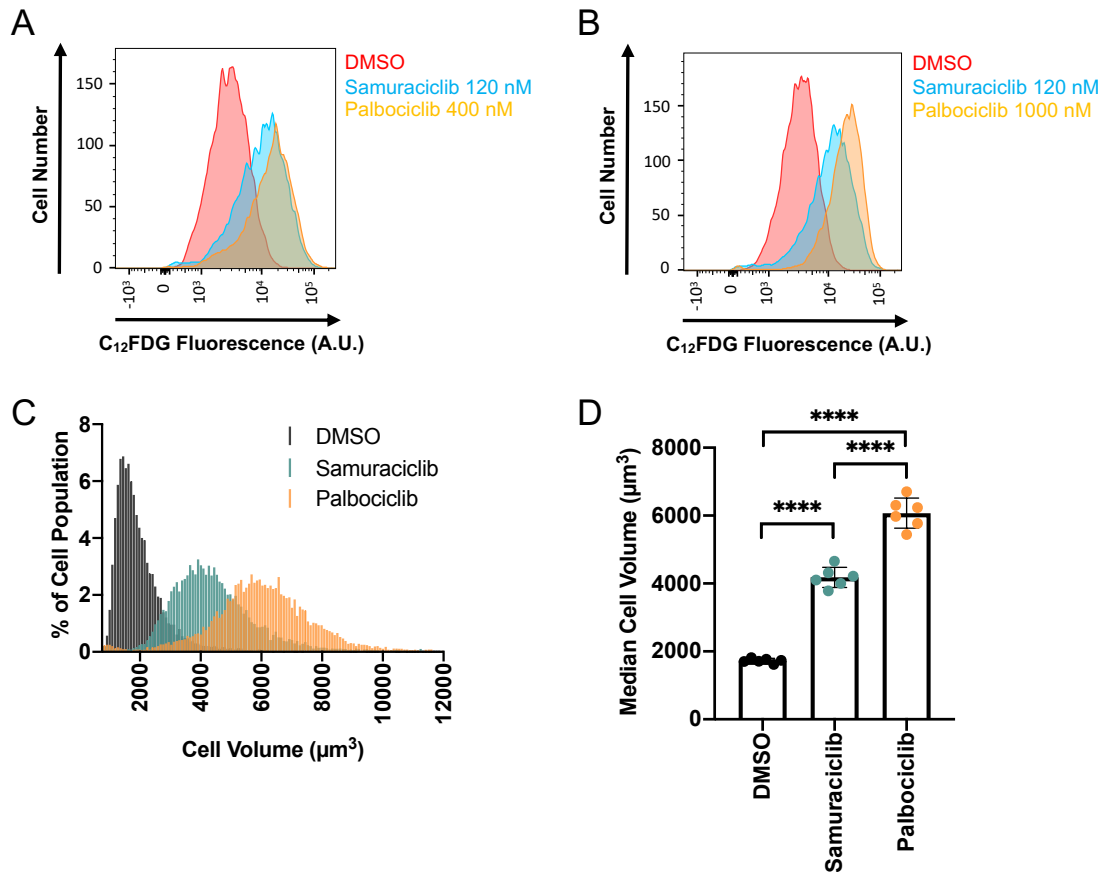 A
Cell Number
150
100
50
0
-10³
0
10³
10⁴
10⁵
C₁₂FDG Fluorescence (A.U.)
DMSO
Samuraciclib 120 nM
Palbociclib 400 nM
B
Cell Number
150
100
50
0
-10³
0
10³
10⁴
10⁵
C₁₂FDG Fluorescence (A.U.)
DMSO
Samuraciclib 120 nM
Palbociclib 1000 nM
C
% of Cell Population
8
6
4
2
0
2000
4000
6000
8000
10000
12000
Cell Volume (µm³)
DMSO
Samuraciclib
Palbociclib
D
Median Cell Volume (µm³)
8000
6000
4000
2000
0
****
****
****
DMSO
Samuraciclib
Palbociclib